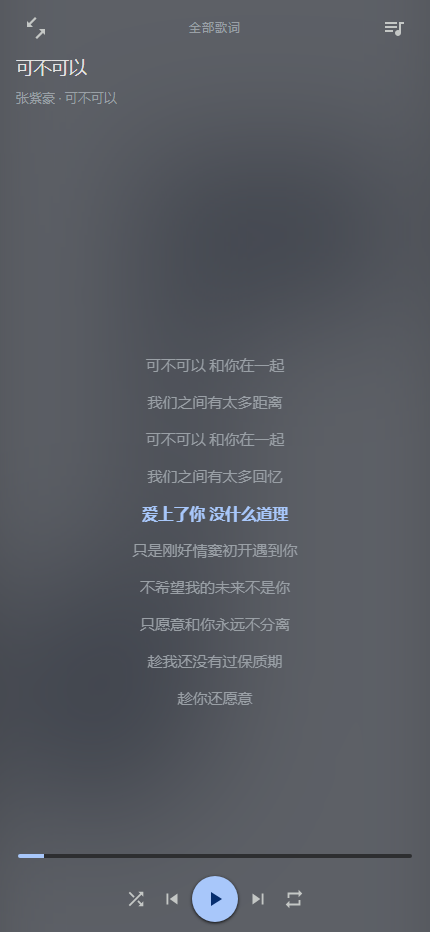 全部歌词
可不可以
张紫豪 · 可不可以
可不可以 和你在一起
我们之间有太多距离
可不可以 和你在一起
我们之间有太多回忆
爱上了你 没什么道理
只是刚好情窦初开遇到你
不希望我的未来不是你
只愿意和你永远不分离
趁我还没有过保质期
趁你还愿意